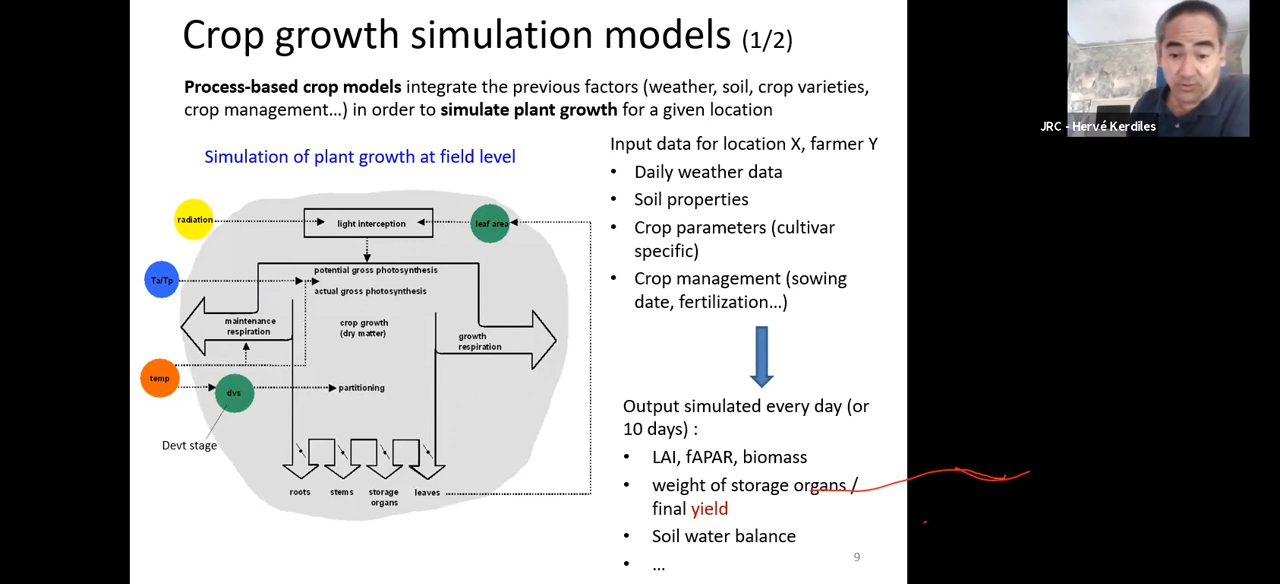 Crop growth simulation models (1/2)
Process-based crop models integrate the previous factors (weather, soil, crop varieties,
crop management...) in order to simulate plant growth for a given location
Simulation of plant growth at field level
radiation
light interception
leaf area
potential gross photosynthesis
Ta/Tp
actual gross photosynthesis
maintenance
respiration
crop growth
(dry matter)
growth
respiration
temp
dvs
partitioning
Devt stage
roots
stems
storage
organs
leaves
Input data for location X, farmer Y
• Daily weather data
• Soil properties
• Crop parameters (cultivar
specific)
• Crop management (sowing
date, fertilization...)
Output simulated every day (or
10 days) :
• LAI, fAPAR, biomass
• weight of storage organs /
final yield
• Soil water balance
• ...
9
JRC - Hervé Kerdiles